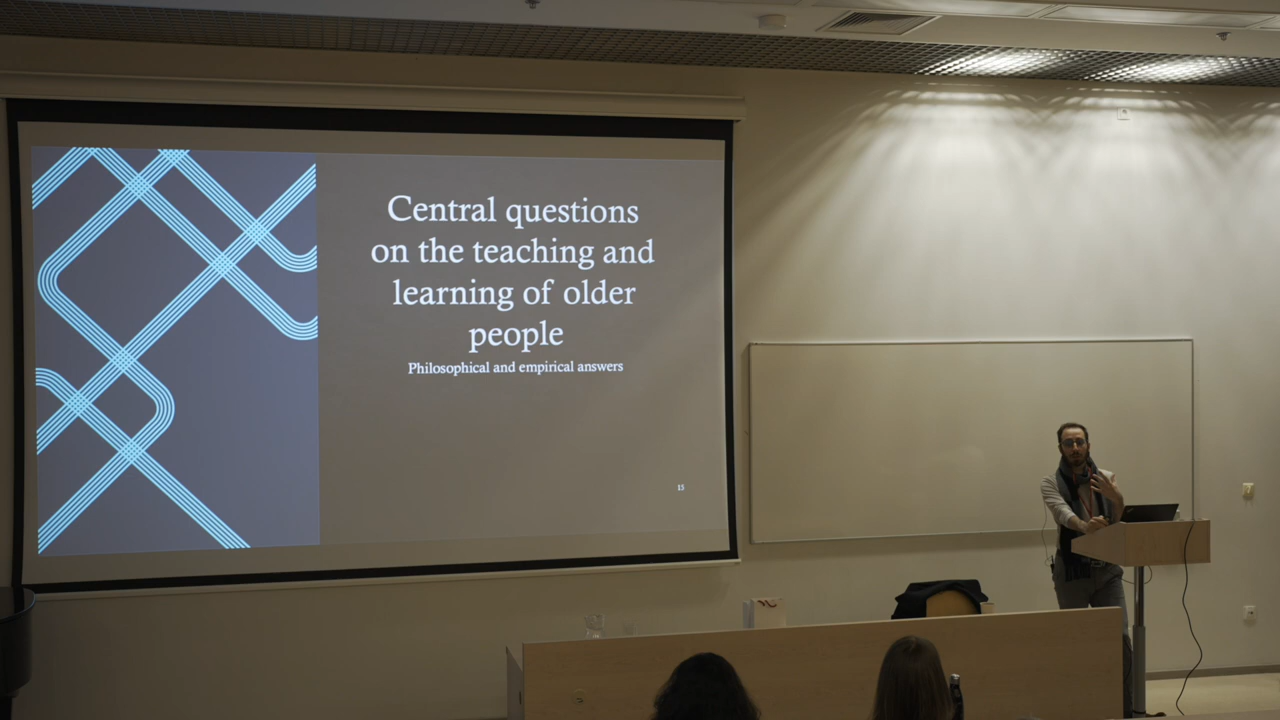 Central questions
on the teaching and
learning of older
people
Philosophical and empirical answers
15